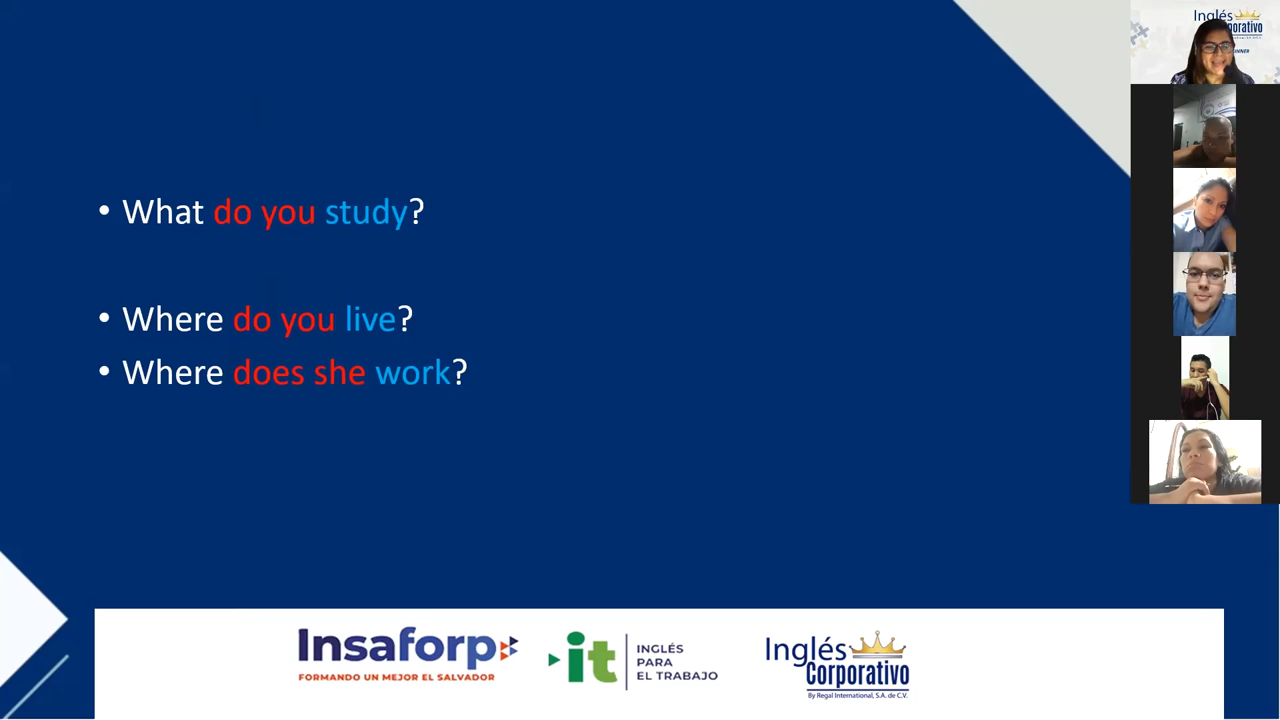 • What do you study?
• Where do you live?
• Where does she work?
Inglés
Insaforp
FORMANDO UN MEJOR EL SALVADOR
it
INGLÉS
PARA
EL TRABAJO
Inglés
Corporativo
By Regal International, S.A. de C.V.